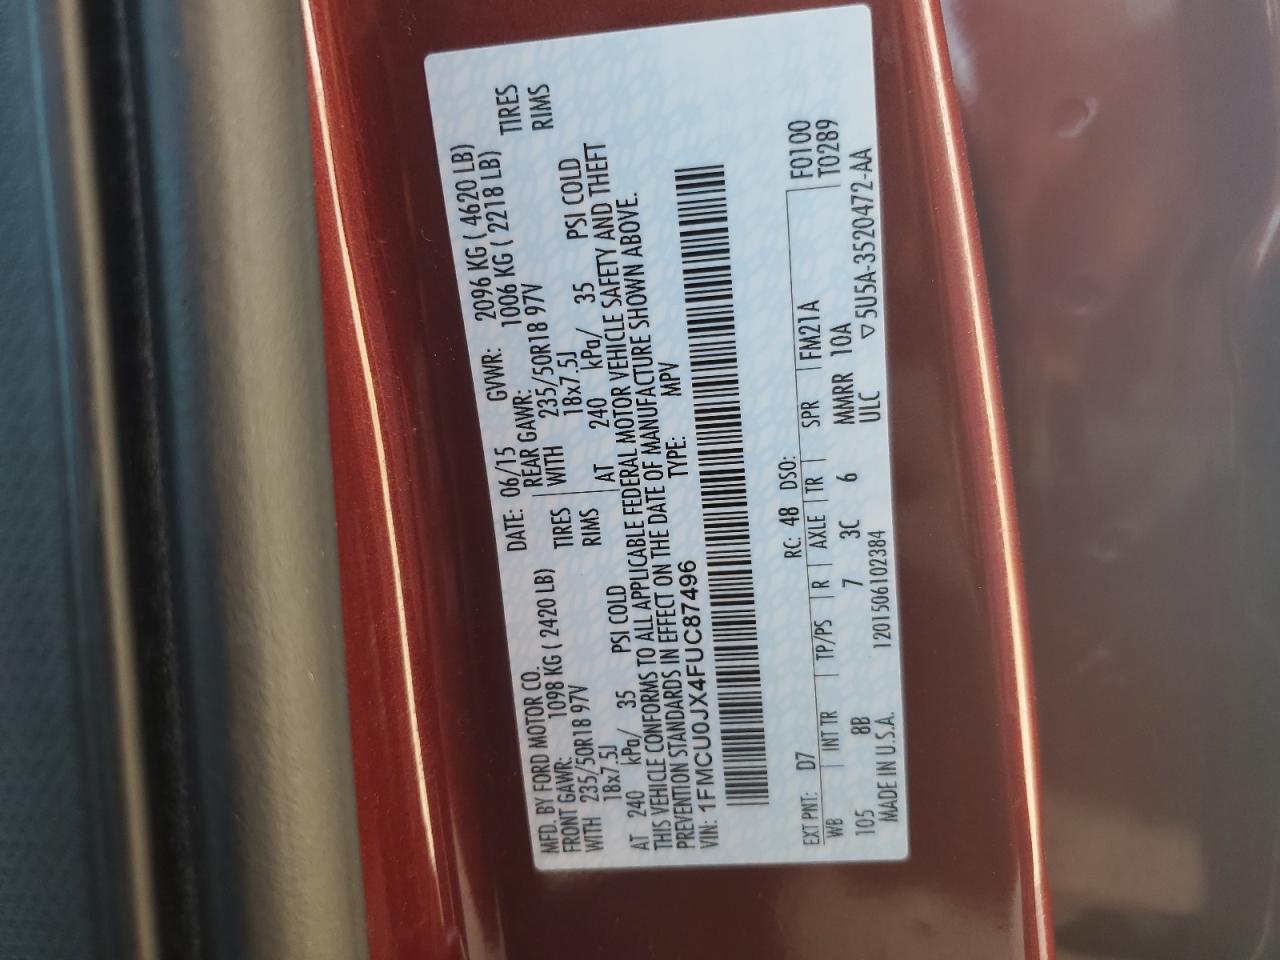 MFD. BY FORD MOTOR CO.
DATE: 06/15 GVWR: 2096 KG ( 4620 LB)
FRONT GAWR: 1098 KG ( 2420 LB)
REAR GAWR: 1006 KG ( 2218 LB)
WITH 235/50R18 97V TIRES
WITH 235/50R18 97V TIRES
18x7.5J RIMS
18x7.5J RIMS
AT 240 kPa/ 35 PSI COLD
AT 240 kPa/ 35 PSI COLD
THIS VEHICLE CONFORMS TO ALL APPLICABLE FEDERAL MOTOR VEHICLE SAFETY AND THEFT
PREVENTION STANDARDS IN EFFECT ON THE DATE OF MANUFACTURE SHOWN ABOVE.
VIN: 1FMCU0JX4FUC87496 TYPE: MPV
EXT PNT: D7 RC: 48 DSO: F0100
WB INT TR TP/PS R AXLE TR SPR FM21A T0289
105 8B 7 3C 6 MMRR 10A
MADE IN U.S.A. 1201506102384 ULC ▽5U5A-3520472-AA